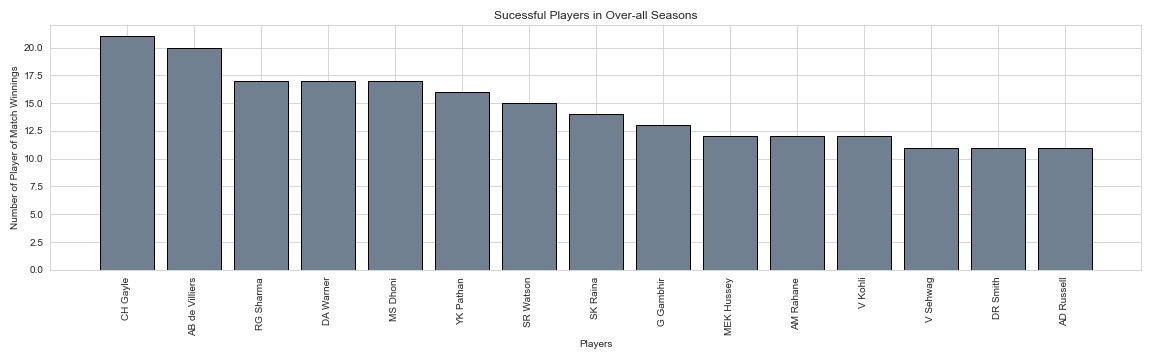 Sucessful Players in Over-all Seasons
Number of Player of Match Winnings
20.0
17.5
15.0
12.5
10.0
7.5
5.0
2.5
0.0
CH Gayle
AB de Villiers
RG Sharma
DA Warner
MS Dhoni
YK Pathan
SR Watson
SK Raina
G Gambhir
MEK Hussey
AM Rahane
V Kohli
V Sehwag
DR Smith
AD Russell
Players